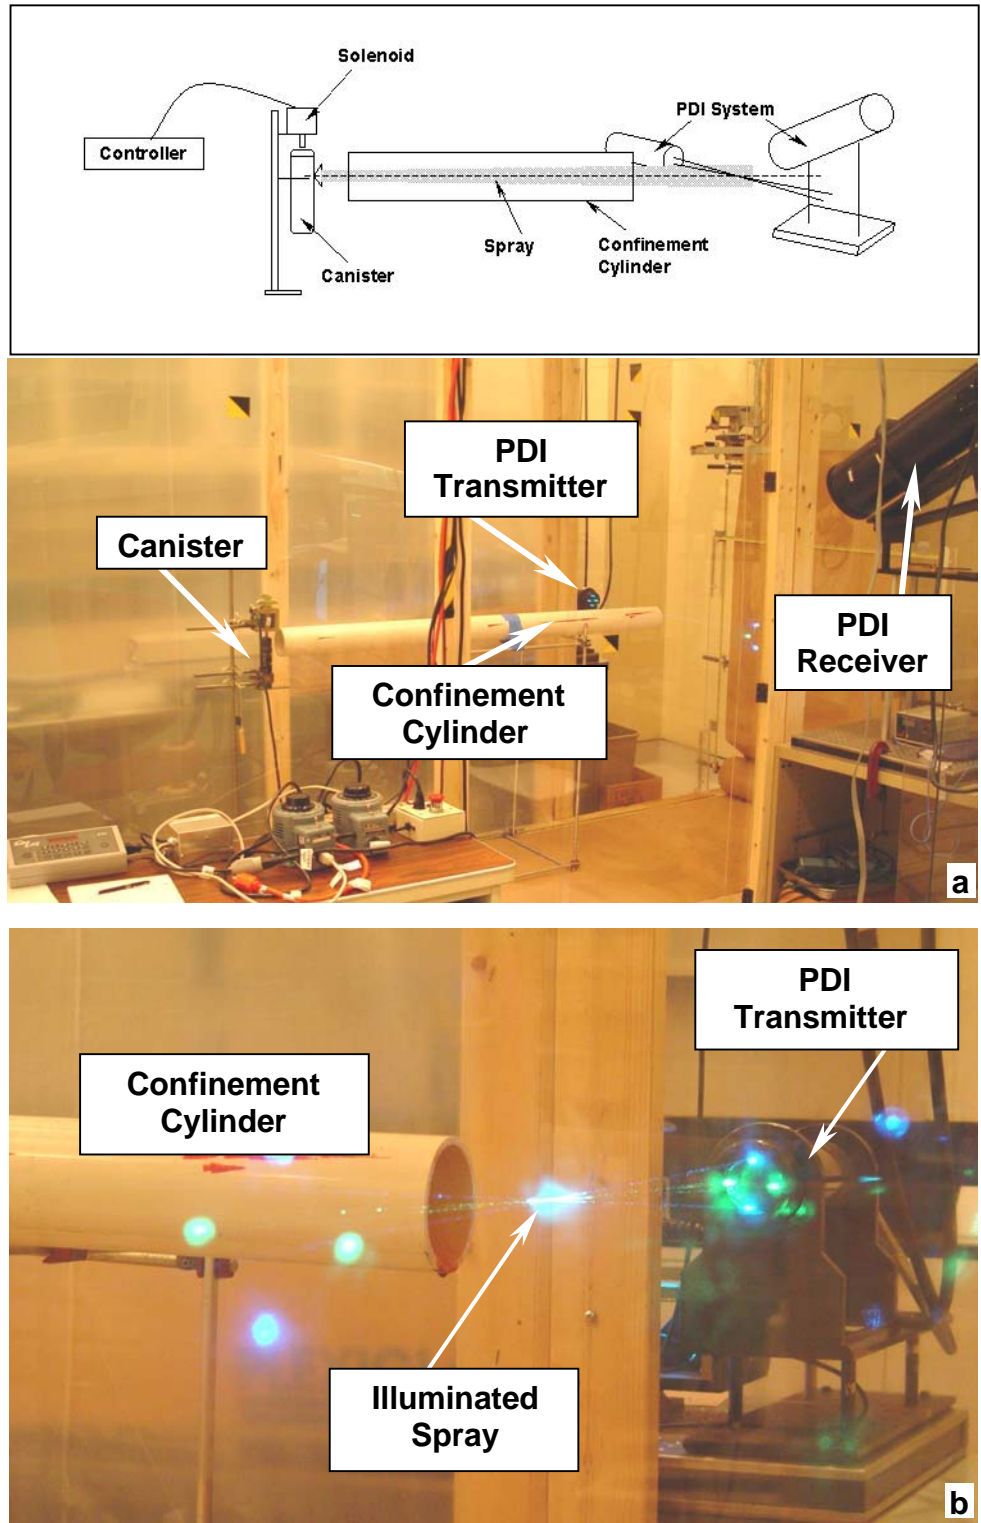 Solenoid
PDI System
Controller
Spray
Confinement
Cylinder
Canister
PDI
Transmitter
Canister
PDI
Receiver
Confinement
Cylinder
a
PDI
Transmitter
Confinement
Cylinder
Illuminated
Spray
b